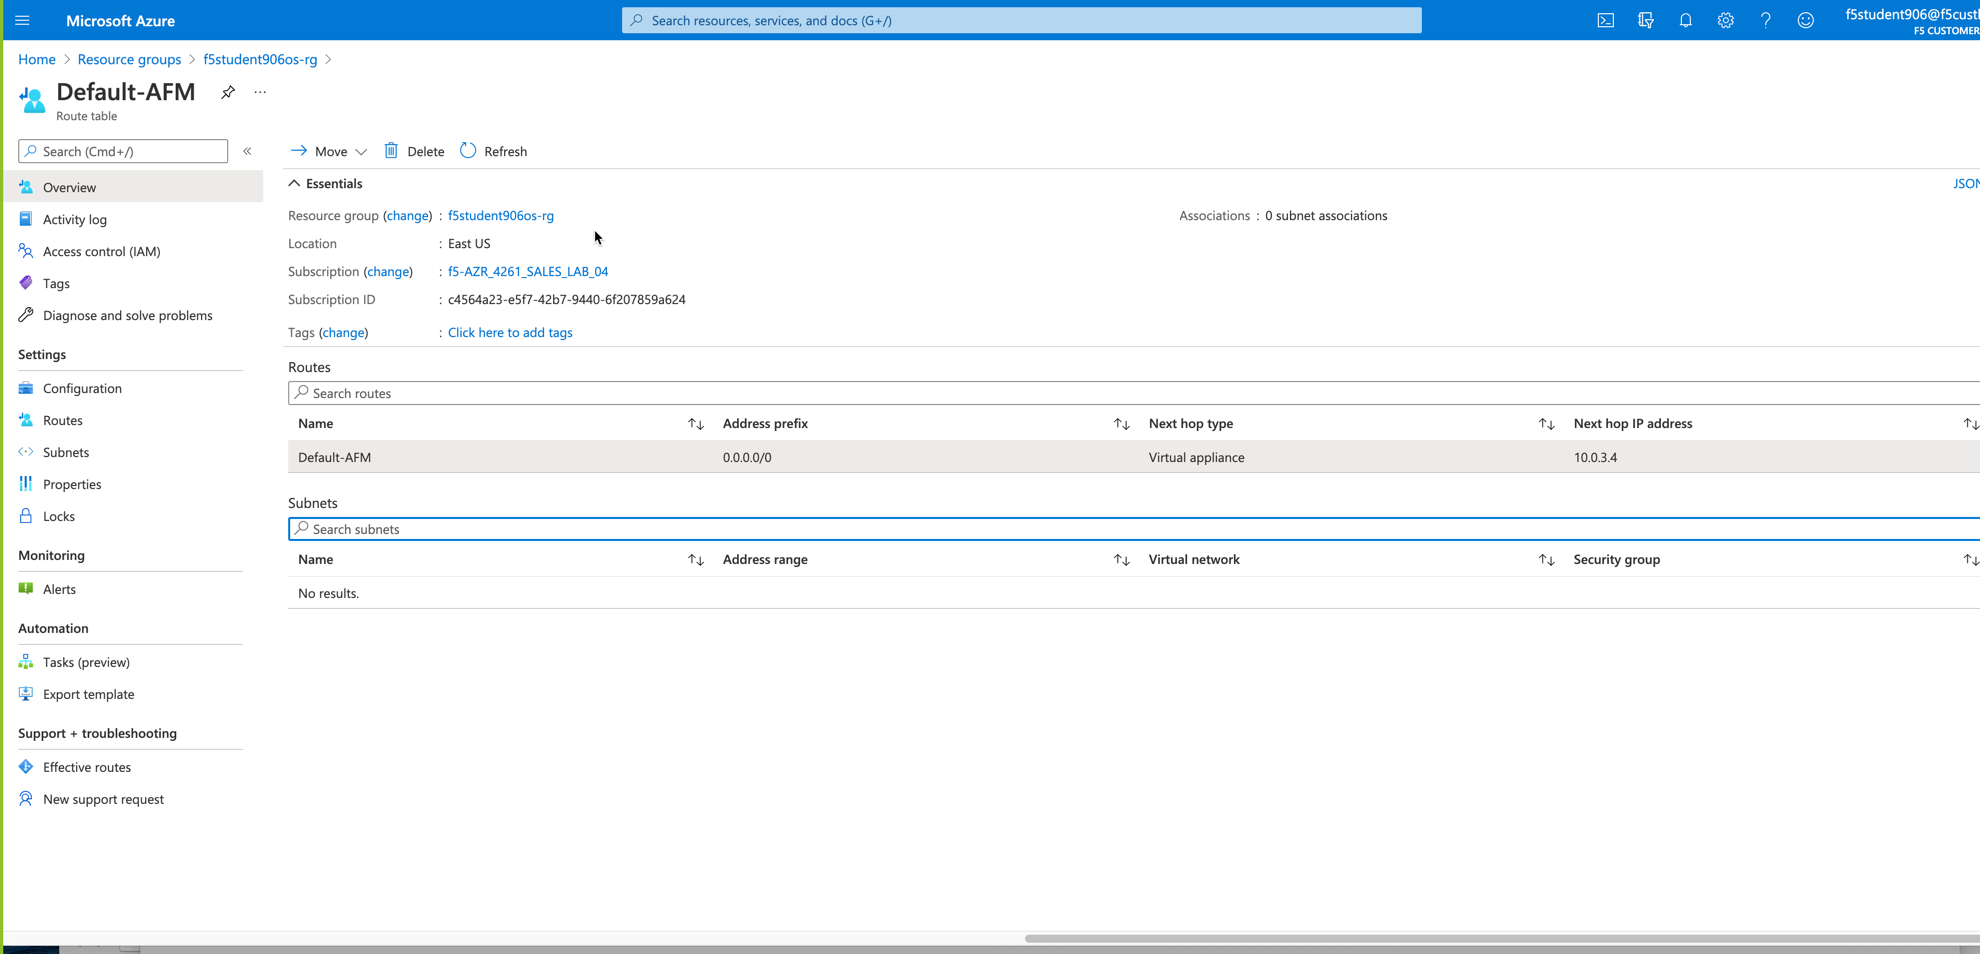 Microsoft Azure
Search resources, services, and docs (G+/)
f5student906@f5cust
F5 CUSTOMER
Home > Resource groups > f5student906os-rg >
Default-AFM
Route table
Search (Cmd+/)
Overview
Activity log
Access control (IAM)
Tags
Diagnose and solve problems
Settings
Configuration
Routes
Subnets
Properties
Locks
Monitoring
Alerts
Automation
Tasks (preview)
Export template
Support + troubleshooting
Effective routes
New support request
Move Delete Refresh
Essentials
JSON
Resource group (change) : f5student906os-rg
Associations : 0 subnet associations
Location : East US
Subscription (change) : f5-AZR_4261_SALES_LAB_04
Subscription ID : c4564a23-e5f7-42b7-9440-6f207859a624
Tags (change) : Click here to add tags
Routes
Search routes
Name Address prefix Next hop type Next hop IP address
Default-AFM 0.0.0.0/0 Virtual appliance 10.0.3.4
Subnets
Search subnets
Name Address range Virtual network Security group
No results.